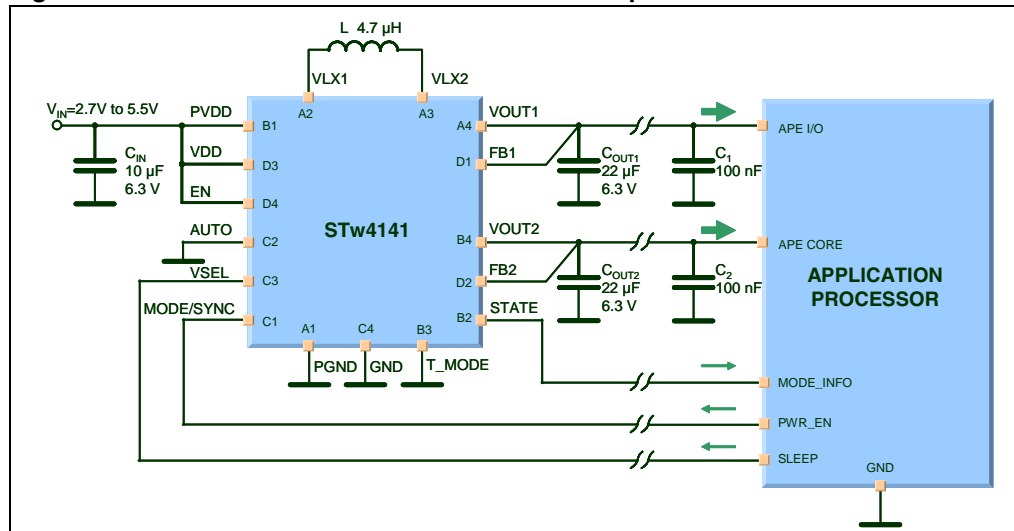 L 4.7 µH
VLX1
VLX2
A2
A3
VIN=2.7V to 5.5V
PVDD
B1
VDD
D3
EN
D4
CIN
10 µF
6.3 V
AUTO
C2
VSEL
C3
MODE/SYNC
C1
STw4141
A4
VOUT1
D1
FB1
B4
VOUT2
D2
FB2
B2
STATE
A1
C4
B3
PGND
GND
T_MODE
COUT1
22 µF
6.3 V
C1
100 nF
COUT2
22 µF
6.3 V
C2
100 nF
APE I/O
APE CORE
APPLICATION
PROCESSOR
MODE_INFO
PWR_EN
SLEEP
GND